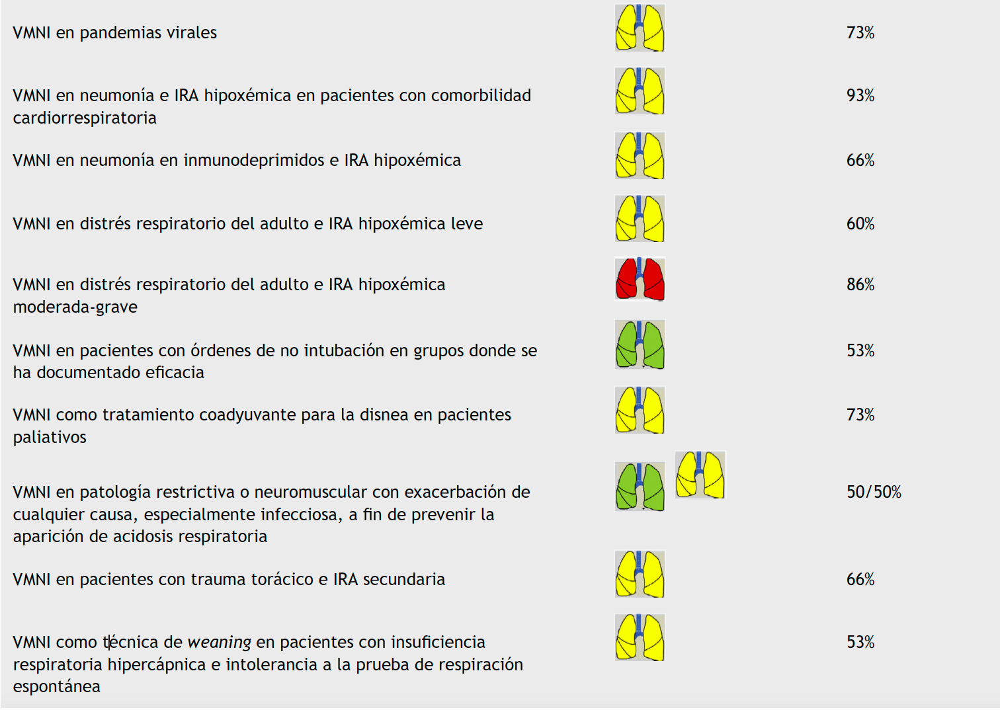 VMNI en pandemias virales 73%
VMNI en neumonía e IRA hipoxémica en pacientes con comorbilidad 93%
cardiorrespiratoria
VMNI en neumonía en inmunodeprimidos e IRA hipoxémica 66%
VMNI en distrés respiratorio del adulto e IRA hipoxémica leve 60%
VMNI en distrés respiratorio del adulto e IRA hipoxémica 86%
moderada-grave
VMNI en pacientes con órdenes de no intubación en grupos donde se 53%
ha documentado eficacia
VMNI como tratamiento coadyuvante para la disnea en pacientes 73%
paliativos
VMNI en patología restrictiva o neuromuscular con exacerbación de 50/50%
cualquier causa, especialmente infecciosa, a fin de prevenir la
aparición de acidosis respiratoria
VMNI en pacientes con trauma torácico e IRA secundaria 66%
VMNI como técnica de weaning en pacientes con insuficiencia 53%
respiratoria hipercápnica e intolerancia a la prueba de respiración
espontánea